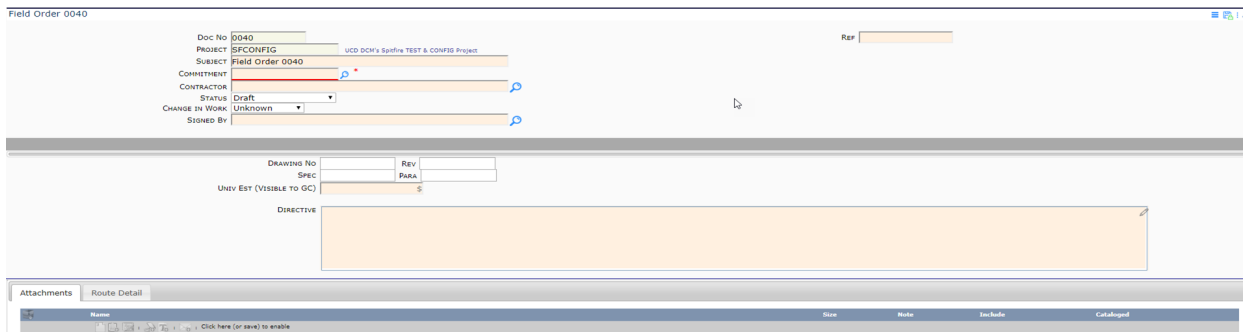 Field Order 0040
Doc No 0040
Ref
Project SFCONFIG UCD DCM's Spitfire TEST & CONFIG Project
Subject Field Order 0040
Commitment *
Contractor
Status Draft
Change in Work Unknown
Signed By
Drawing No Rev
Spec Para
Univ Est (Visible to GC) $
Directive
Attachments Route Detail
Name Size Note Include Cataloged
Click here (or save) to enable